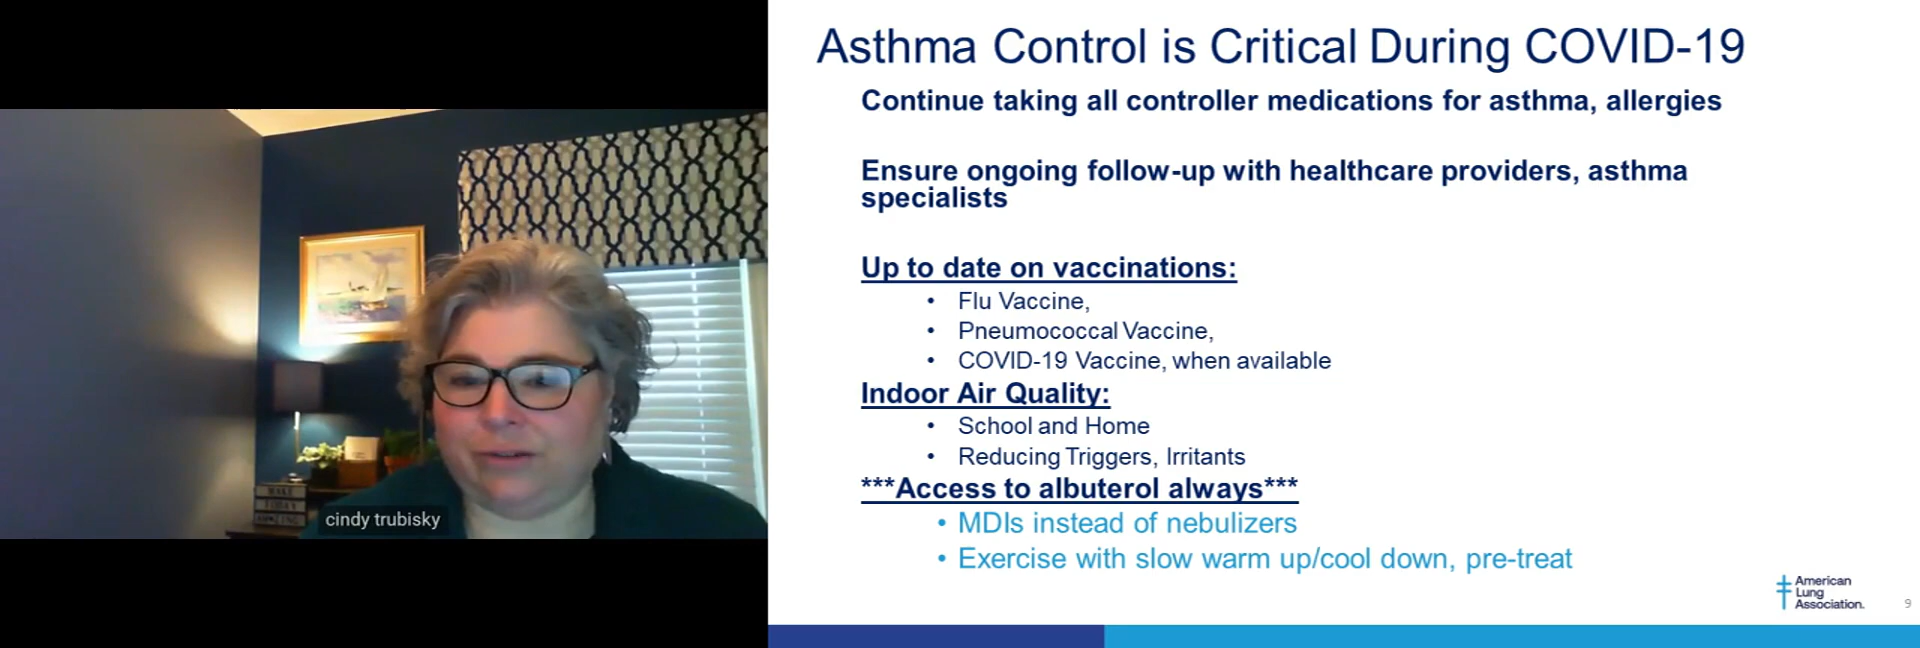 Asthma Control is Critical During COVID-19
Continue taking all controller medications for asthma, allergies
Ensure ongoing follow-up with healthcare providers, asthma
specialists
Up to date on vaccinations:
• Flu Vaccine,
• Pneumococcal Vaccine,
• COVID-19 Vaccine, when available
Indoor Air Quality:
• School and Home
• Reducing Triggers, Irritants
***Access to albuterol always***
• MDIs instead of nebulizers
• Exercise with slow warm up/cool down, pre-treat
American
Lung
Association.
9
cindy trubisky
MAKE
TODAY